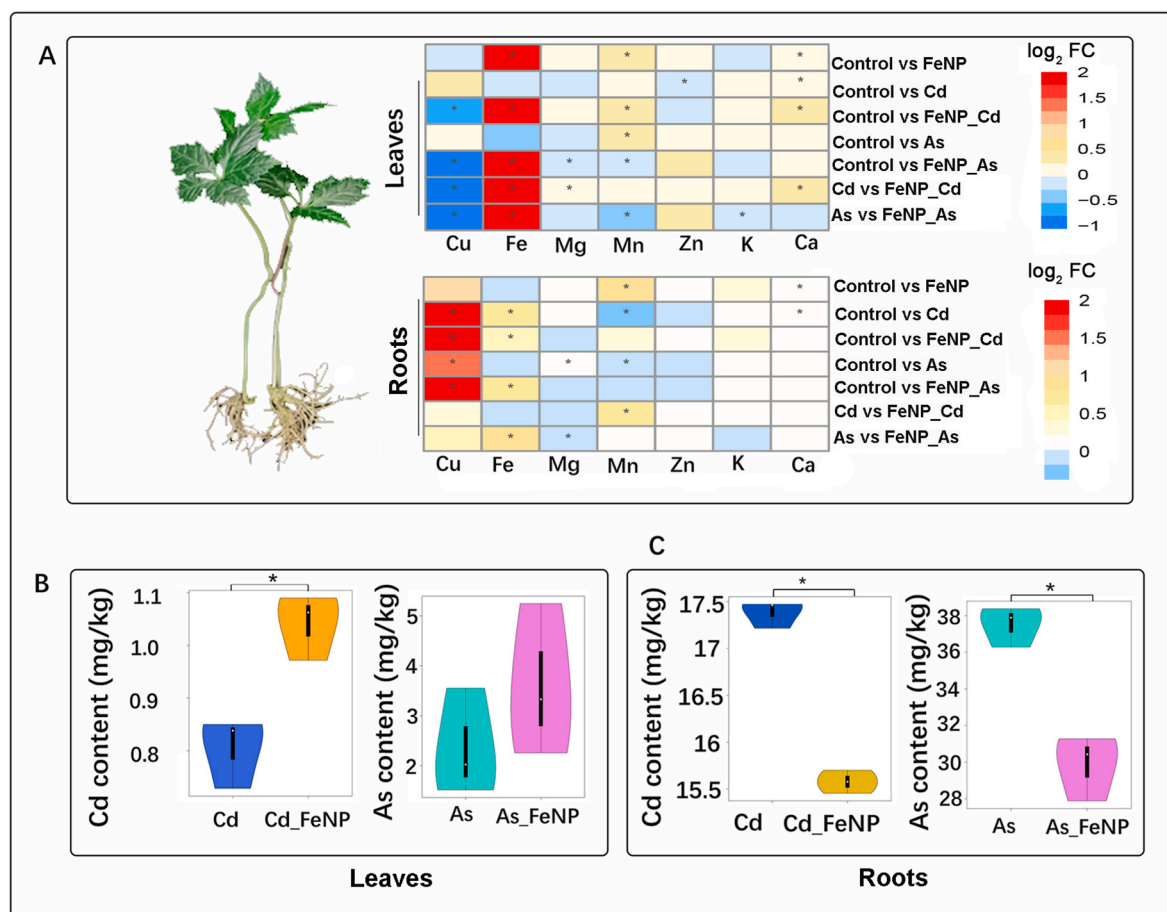 A
Leaves
* * * Control vs FeNP
* * Control vs Cd
* * * * Control vs FeNP_Cd
* Control vs As
* * * * Control vs FeNP_As
* * * * Cd vs FeNP_Cd
* * * * As vs FeNP_As
Cu Fe Mg Mn Zn K Ca
log2 FC
2
1.5
1
0.5
0
−0.5
−1
Roots
* * Control vs FeNP
* * * * Control vs Cd
* * Control vs FeNP_Cd
* * * Control vs As
* * Control vs FeNP_As
* Cd vs FeNP_Cd
* * As vs FeNP_As
Cu Fe Mg Mn Zn K Ca
log2 FC
2
1.5
1
0.5
0
B
Cd content (mg/kg)
1.1
1.0
0.9
0.8
*
Cd Cd_FeNP
As content (mg/kg)
5
4
3
2
As As_FeNP
Leaves
C
Cd content (mg/kg)
17.5
17
16.5
16
15.5
*
Cd Cd_FeNP
As content (mg/kg)
38
36
34
32
30
28
*
As As_FeNP
Roots